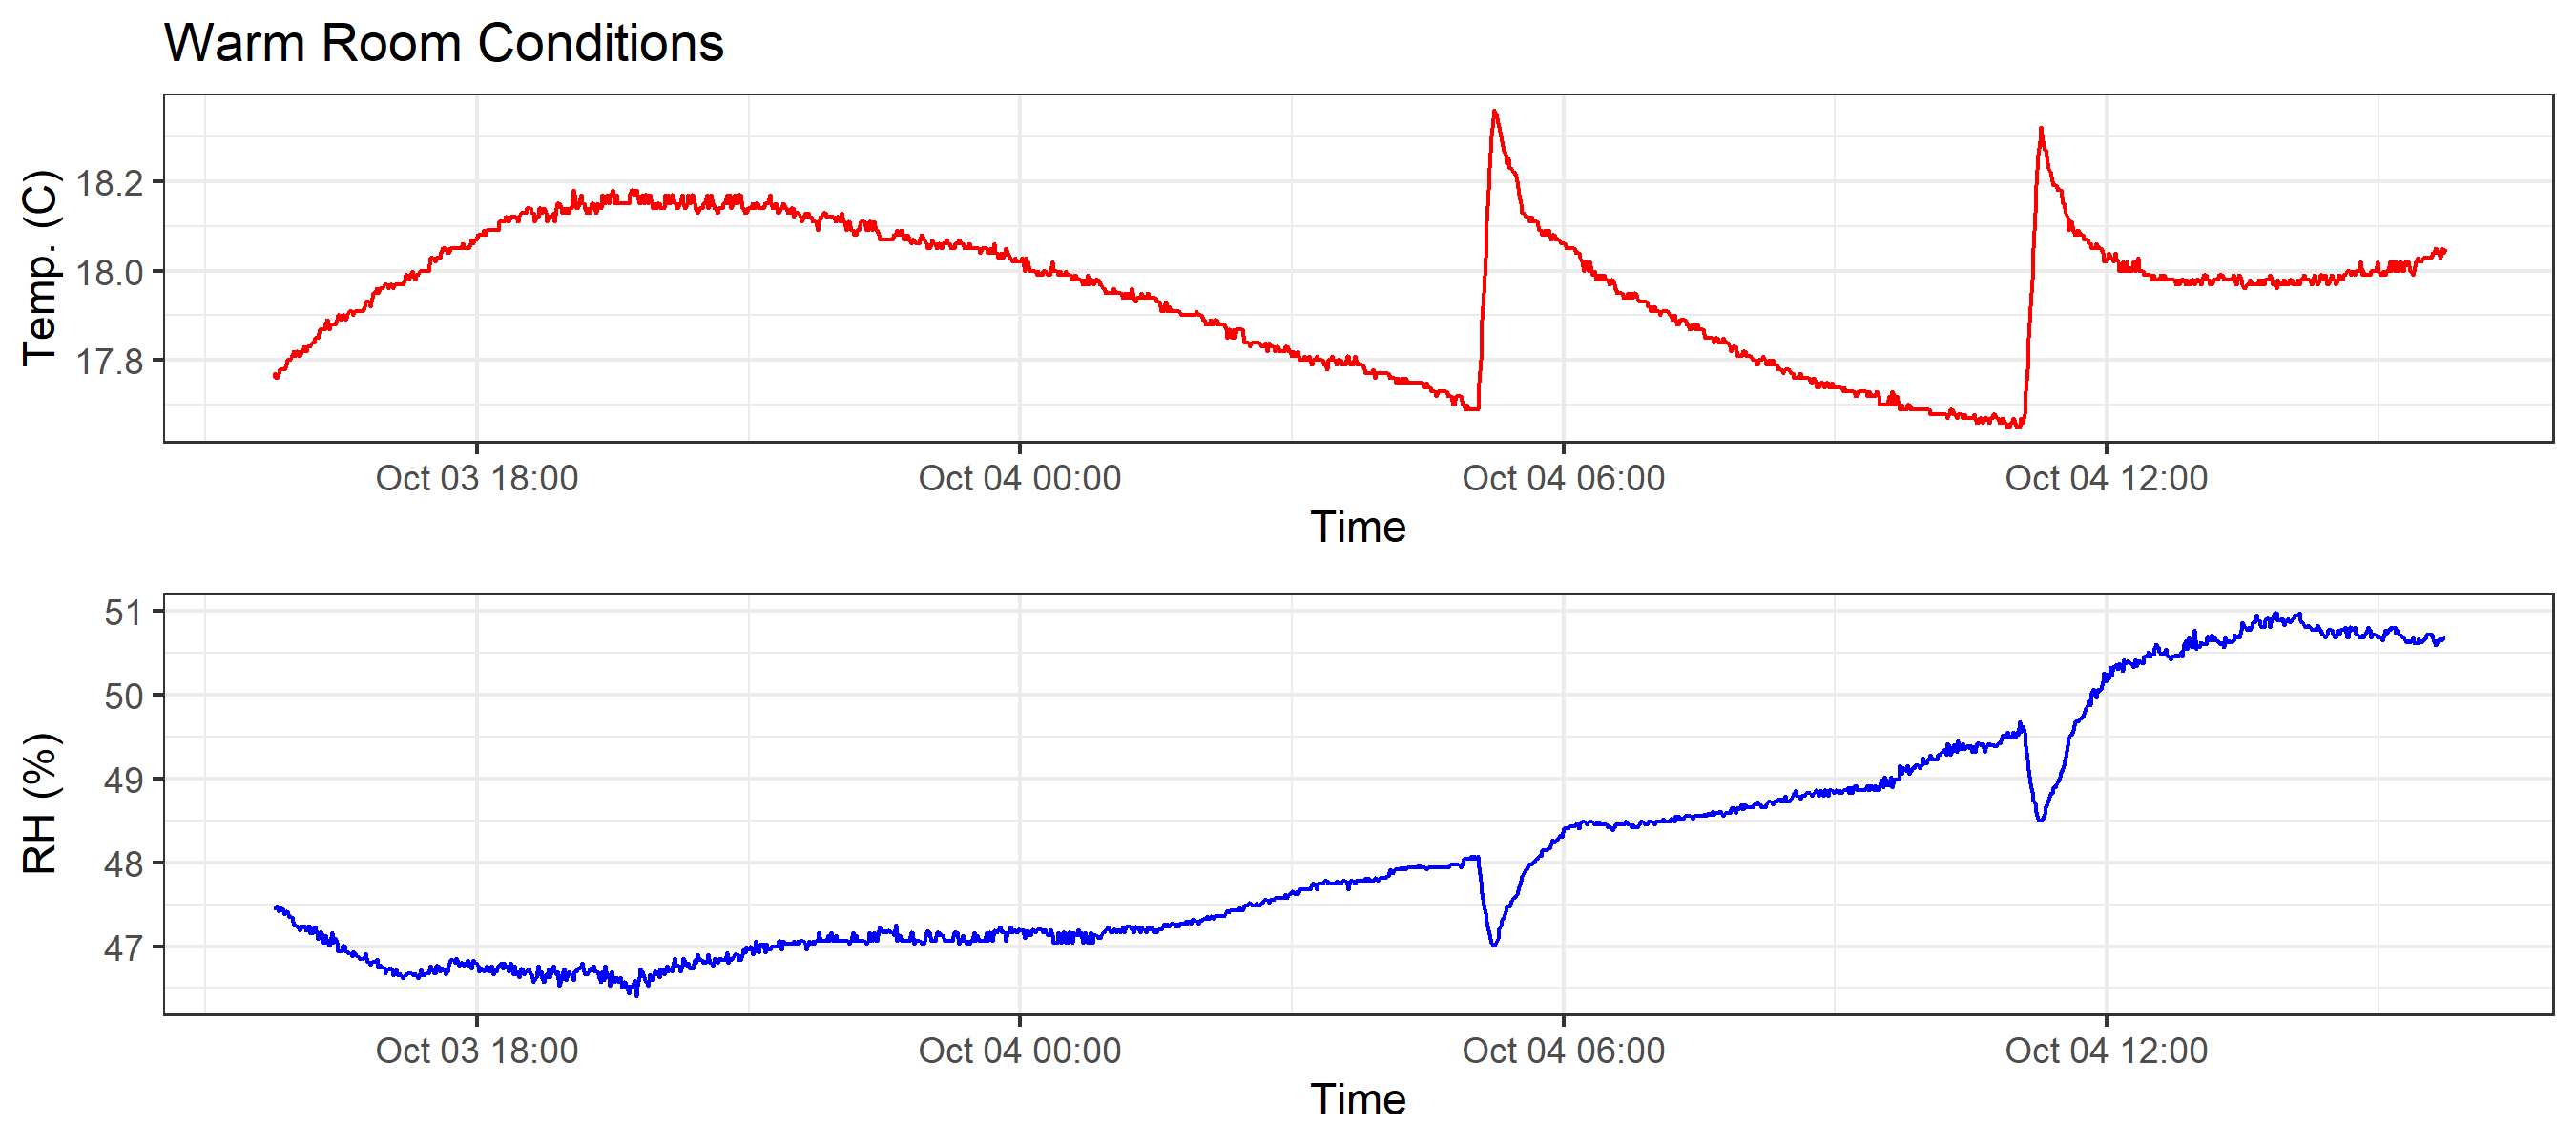 Warm Room Conditions
Temp. (C)
18.2
18.0
17.8
Oct 03 18:00 Oct 04 00:00 Oct 04 06:00 Oct 04 12:00
Time
RH (%)
51
50
49
48
47
Oct 03 18:00 Oct 04 00:00 Oct 04 06:00 Oct 04 12:00
Time